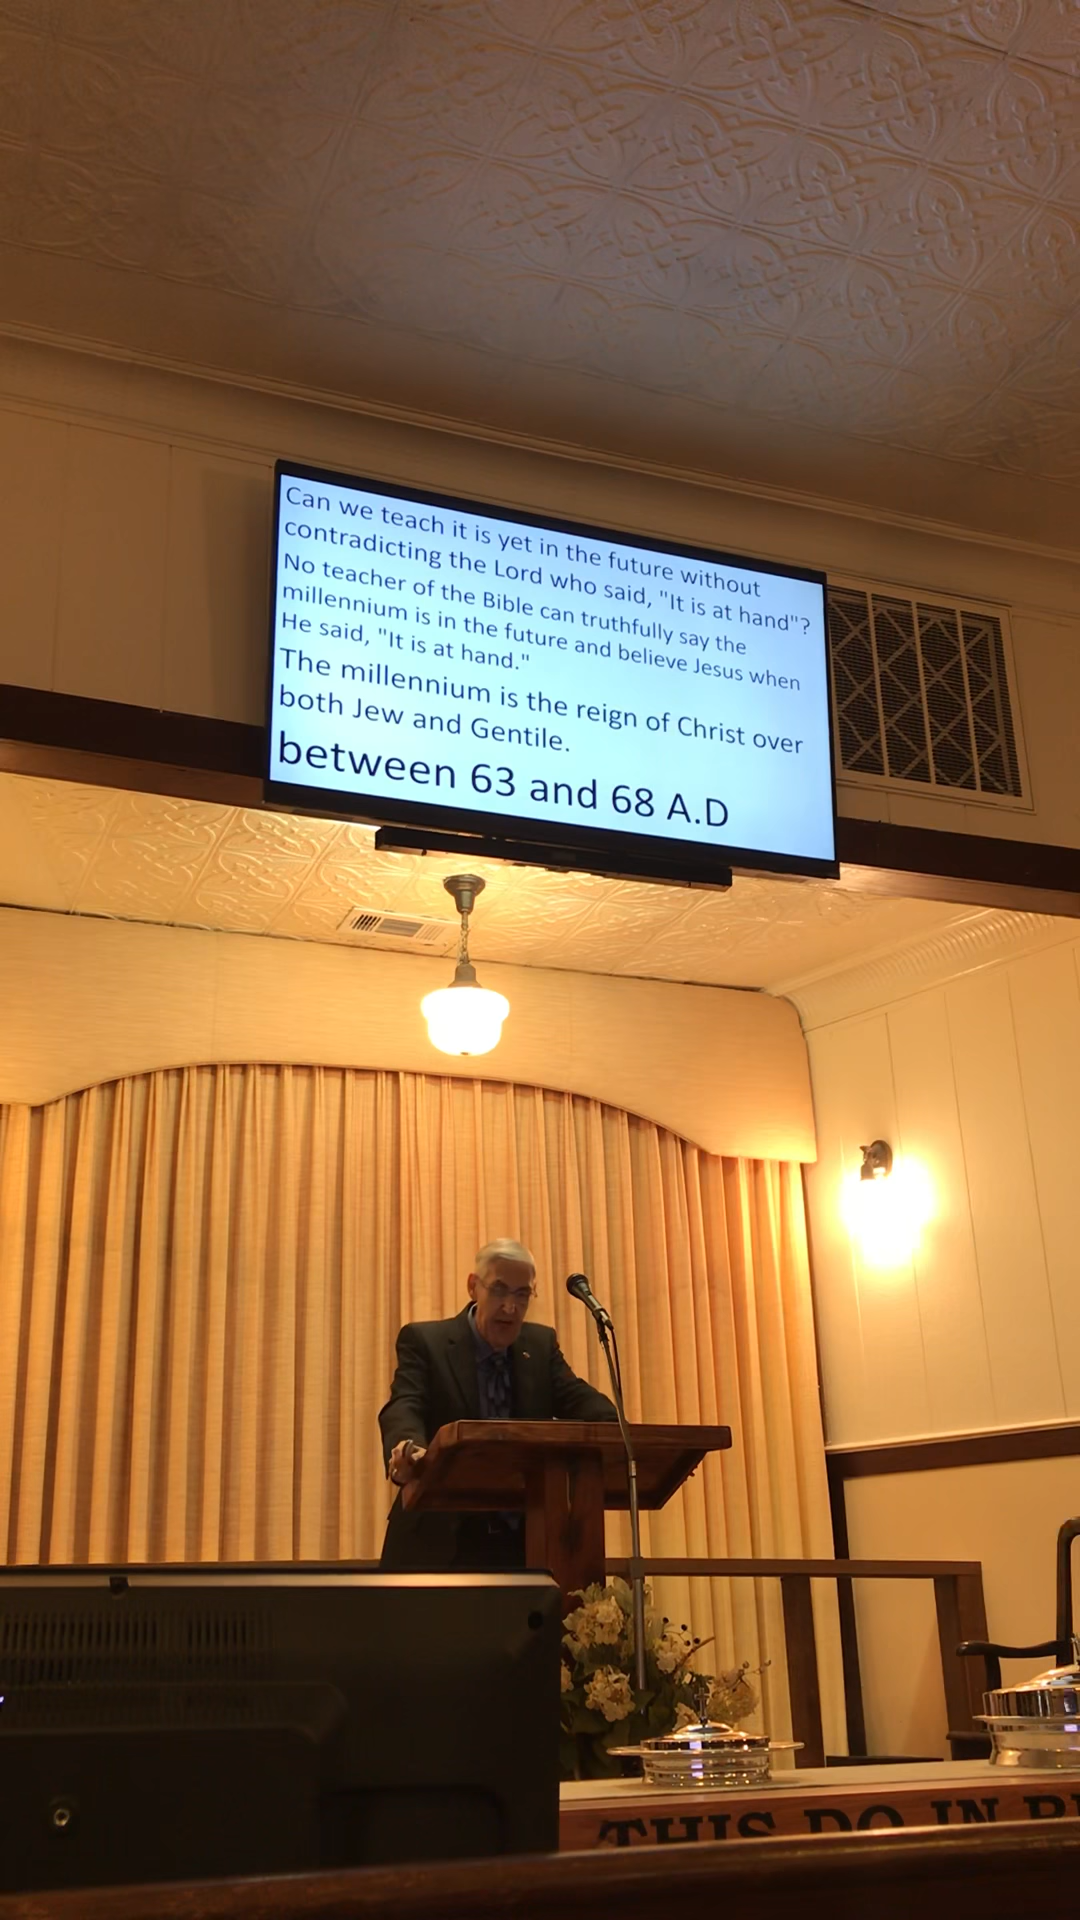 Can we teach it is yet in the future without
contradicting the Lord who said, "It is at hand"?
No teacher of the Bible can truthfully say the
millennium is in the future and believe Jesus when
He said, "It is at hand."
The millennium is the reign of Christ over
both Jew and Gentile.
between 63 and 68 A.D
THIS DO IN